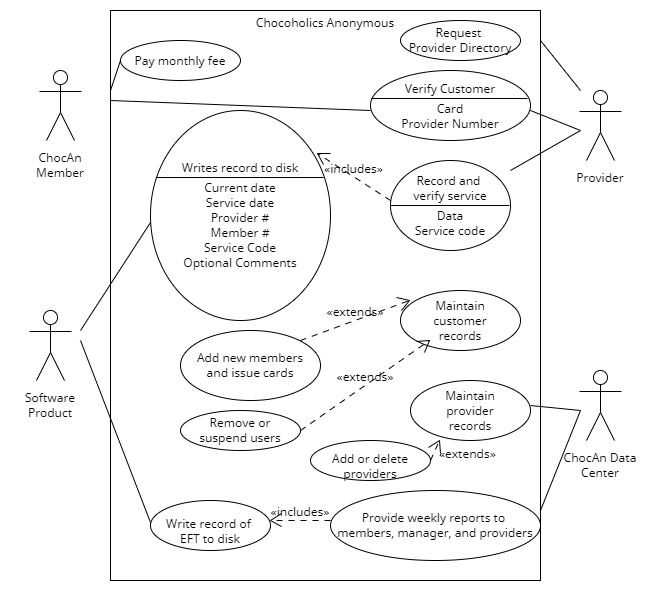 Chocoholics Anonymous
Request
Provider Directory
Pay monthly fee
Verify Customer
Card
Provider Number
ChocAn
Member
Provider
Writes record to disk
Current date
Service date
Provider #
Member #
Service Code
Optional Comments
«includes»
Record and
verify service
Data
Service code
«extends»
Maintain
customer
records
Add new members
and issue cards
«extends»
Software
Product
Remove or
suspend users
Maintain
provider
records
Add or delete
providers
«extends»
ChocAn Data
Center
Write record of
EFT to disk
«includes»
Provide weekly reports to
members, manager, and providers